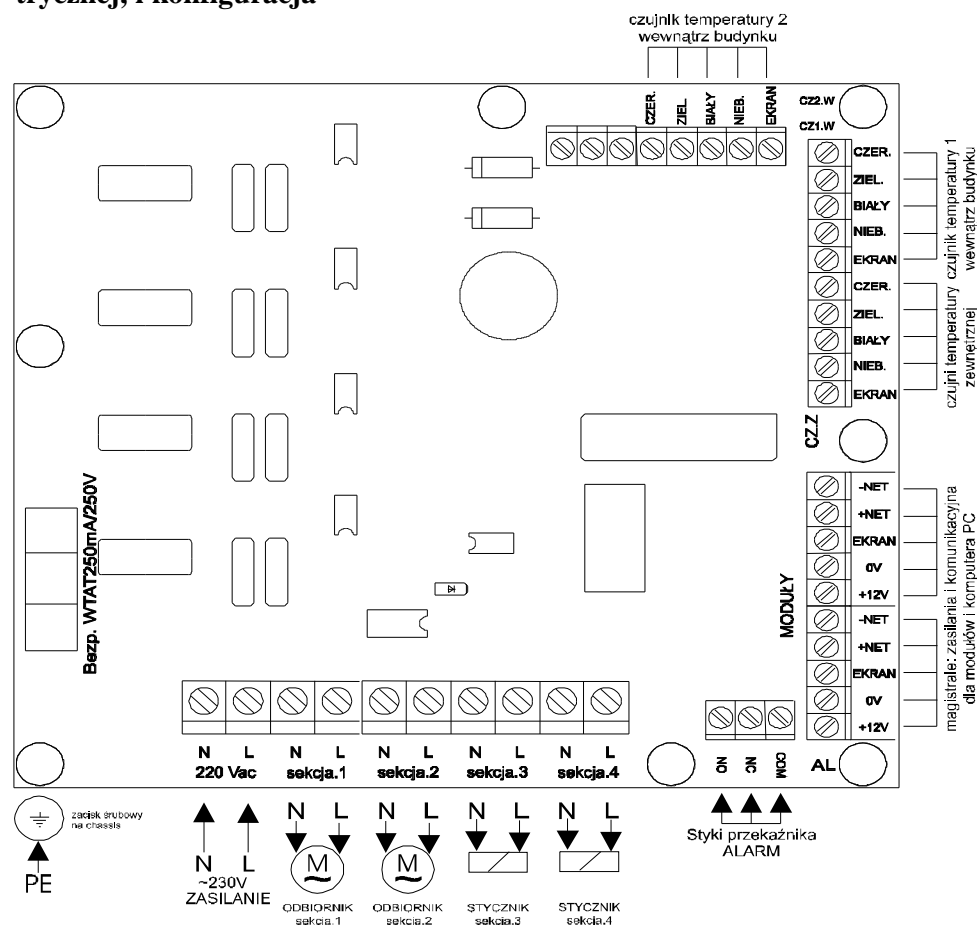 trycznej, i konfiguracja
czujnik temperatury 2
wewnątrz budynku
CZER.
ZIEL.
BIAŁY
NIEB.
EKRAN
CZ2.W
CZ1.W
CZER.
ZIEL.
BIAŁY
NIEB.
EKRAN
czujnik temperatury 1
wewnątrz budynku
CZER.
ZIEL.
BIAŁY
NIEB.
EKRAN
czujni temperatury
zewnętrznej
CZ.Z
-NET
+NET
EKRAN
0V
+12V
-NET
+NET
EKRAN
0V
+12V
MODUŁY
magistrale: zasilania i komunikacyjna
dla modułów i komputera PC
Bezp. WTAT250mA/250V
N L N L N L N L N L
220 Vac sekcja.1 sekcja.2 sekcja.3 sekcja.4
NO NC COM
AL
zacisk śrubowy
na chassis
PE
N L
~230V
ZASILANIE
N L
M
~
ODBIORNIK
sekcja.1
N L
M
~
ODBIORNIK
sekcja.2
N L
STYCZNIK
sekcja.3
N L
STYCZNIK
sekcja.4
Styki przekaźnika
ALARM